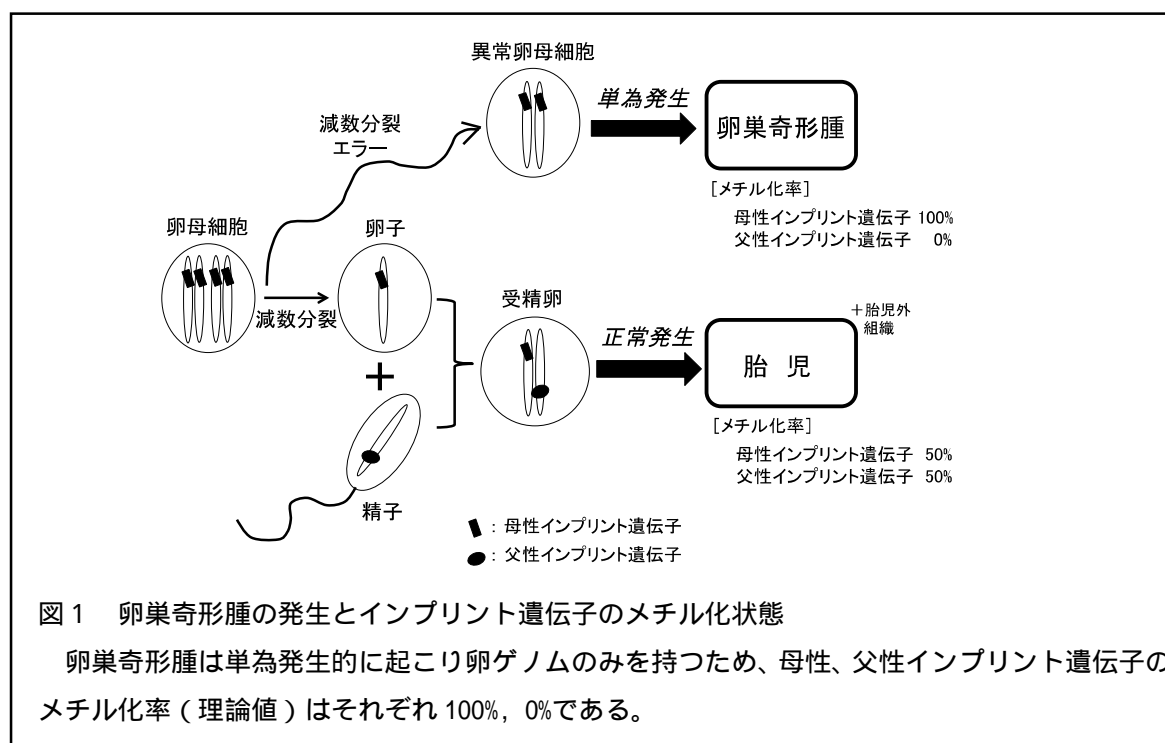 異常卵母細胞
単為発生
卵巣奇形腫
減数分裂
エラー
[メチル化率]
母性インプリント遺伝子 100%
父性インプリント遺伝子 0%
卵母細胞
卵子
減数分裂
受精卵
正常発生
胎 児
+胎児外
組織
+
[メチル化率]
母性インプリント遺伝子 50%
父性インプリント遺伝子 50%
精子
: 母性インプリント遺伝子
: 父性インプリント遺伝子
図1 卵巣奇形腫の発生とインプリント遺伝子のメチル化状態
卵巣奇形腫は単為発生的に起こり卵ゲノムのみを持つため、母性、父性インプリント遺伝子の
メチル化率(理論値)はそれぞれ 100%, 0%である。